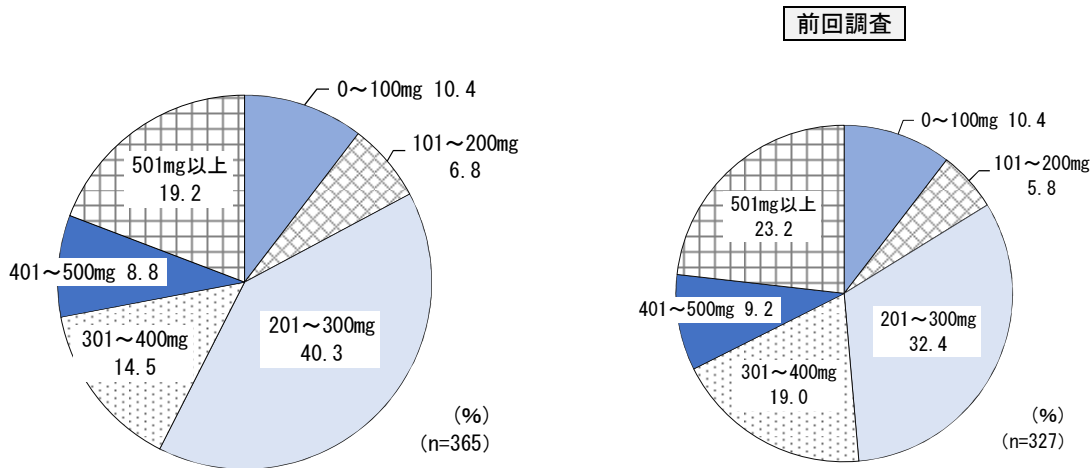 前回調査
0～100mg 10.4
101～200mg
6.8
201～300mg
40.3
301～400mg
14.5
401～500mg 8.8
501mg以上
19.2
(%)
(n=365)
0～100mg 10.4
101～200mg
5.8
201～300mg
32.4
301～400mg
19.0
401～500mg 9.2
501mg以上
23.2
(%)
(n=327)